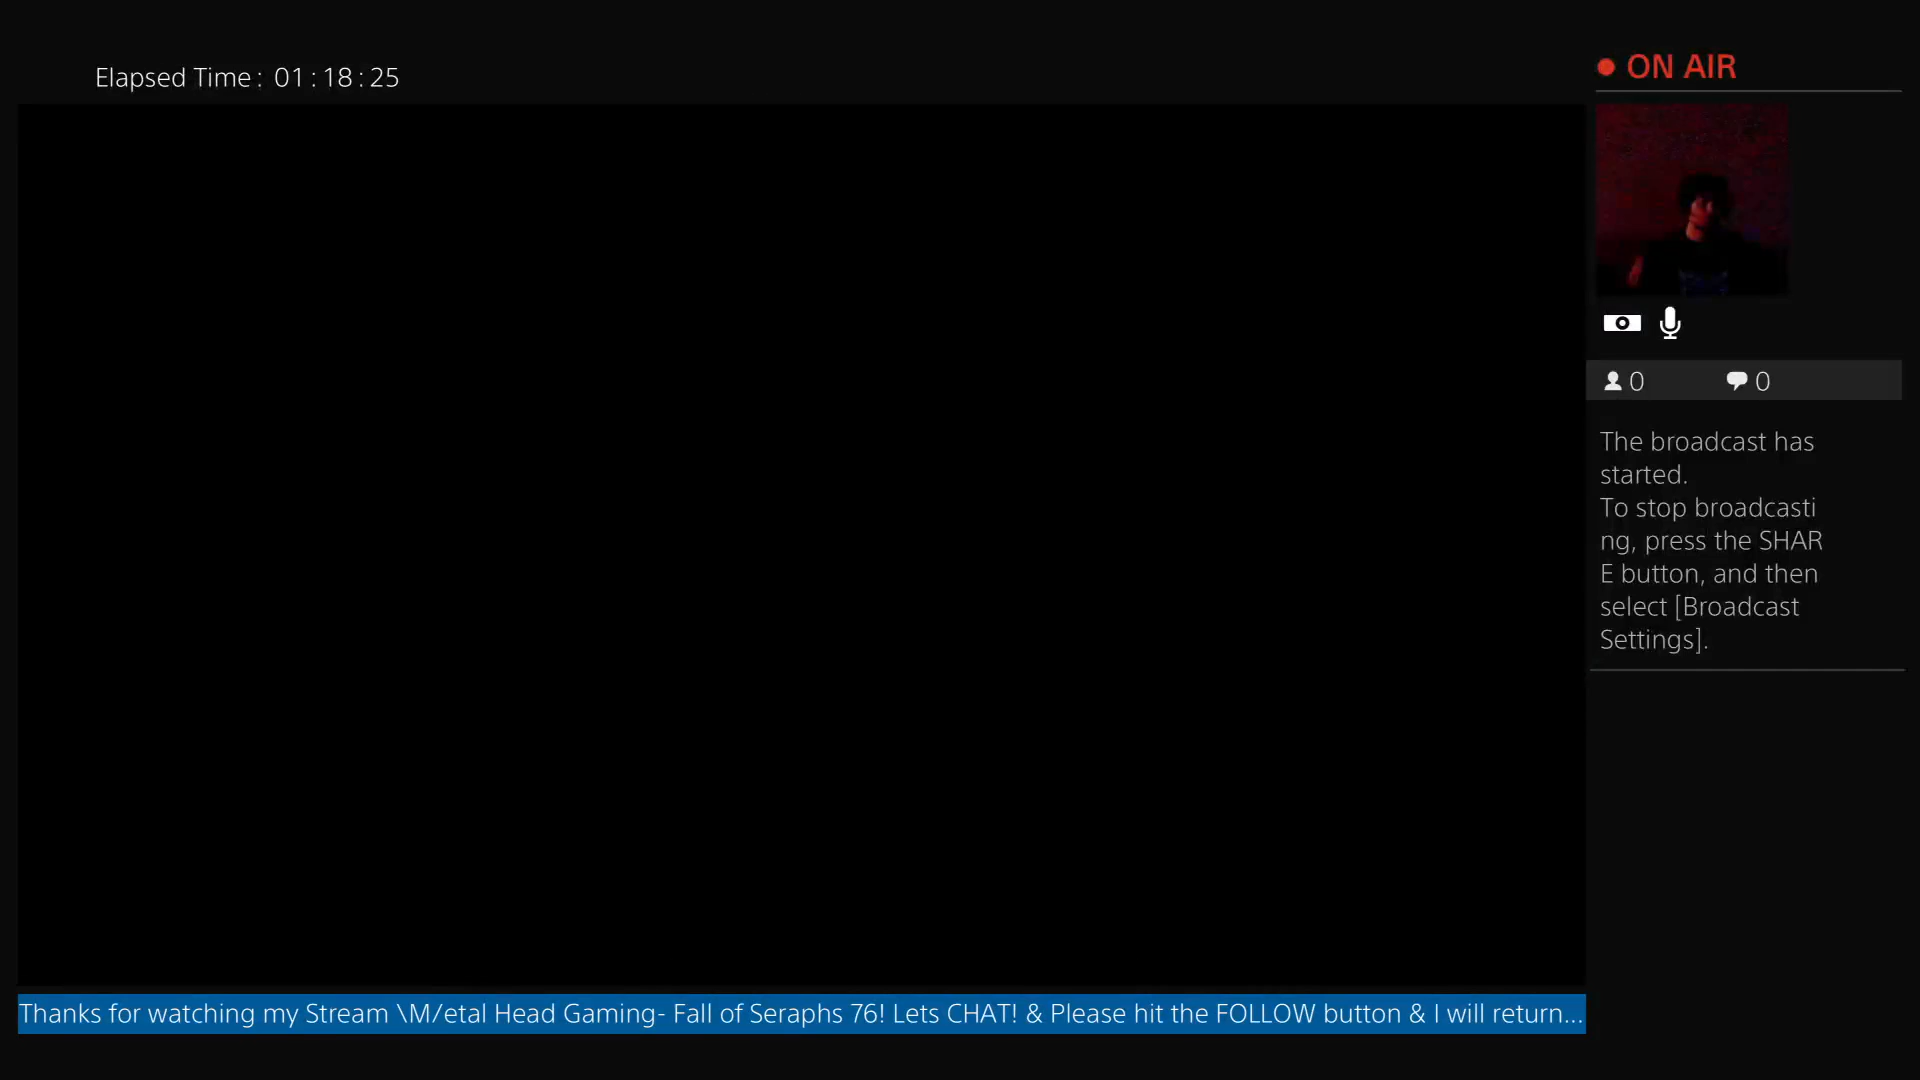 Elapsed Time: 01:18:25
ON AIR
0 0
The broadcast has
started.
To stop broadcasti
ng, press the SHAR
E button, and then
select [Broadcast
Settings].
Thanks for watching my Stream \M/etal Head Gaming- Fall of Seraphs 76! Lets CHAT! & Please hit the FOLLOW button & I will return...